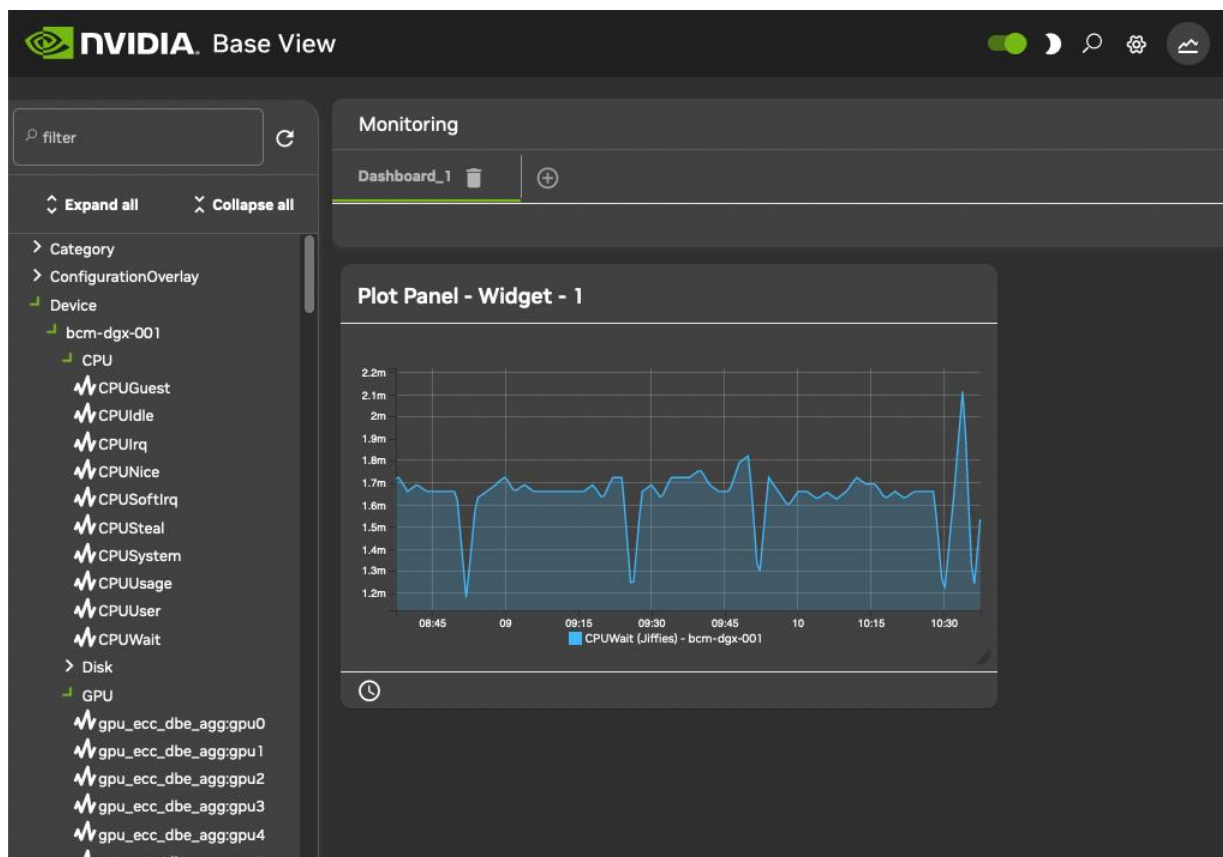 NVIDIA. Base View
filter
Expand all Collapse all
Category
ConfigurationOverlay
Device
bcm-dgx-001
CPU
CPUGuest
CPUIdle
CPUIrq
CPUNice
CPUSoftIrq
CPUSteal
CPUSystem
CPUUsage
CPUUser
CPUWait
Disk
GPU
gpu_ecc_dbe_agg:gpu0
gpu_ecc_dbe_agg:gpu1
gpu_ecc_dbe_agg:gpu2
gpu_ecc_dbe_agg:gpu3
gpu_ecc_dbe_agg:gpu4
Monitoring
Dashboard_1
Plot Panel - Widget - 1
2.2m
2.1m
2m
1.9m
1.8m
1.7m
1.6m
1.5m
1.4m
1.3m
1.2m
08:45 09 09:15 09:30 09:45 10 10:15 10:30
CPUWait (Jiffies) - bcm-dgx-001